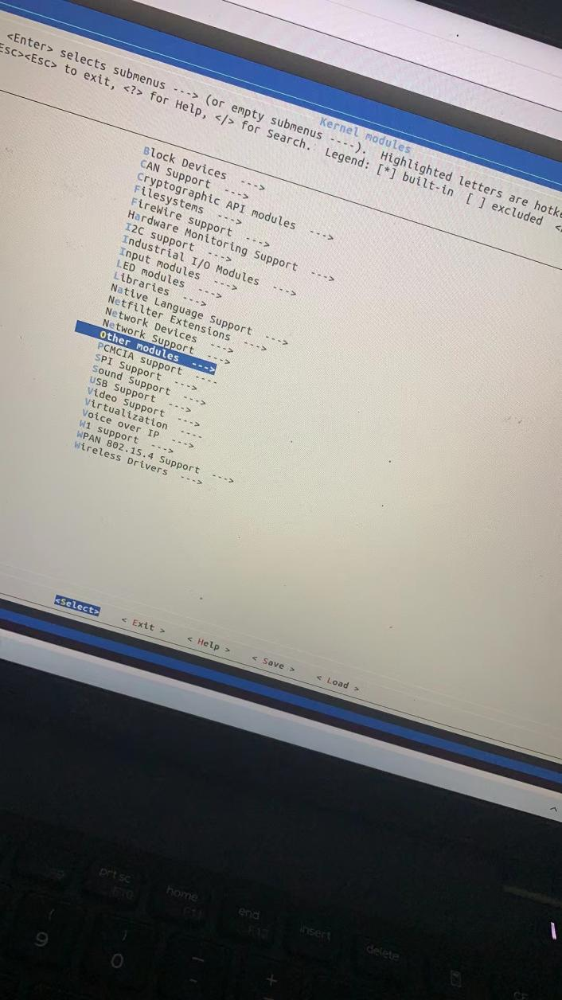 Kernel modules
<Enter> selects submenus ---> (or empty submenus ----).  Highlighted letters are hotke
Esc><Esc> to exit, <?> for Help, </> for Search.  Legend: [*] built-in  [ ] excluded  <
Block Devices  --->
CAN Support  --->
Cryptographic API modules  --->
Filesystems  --->
FireWire support  --->
Hardware Monitoring Support  --->
I2C support  --->
Industrial I/O Modules  --->
Input modules  --->
LED modules  --->
Libraries  --->
Native Language Support  --->
Netfilter Extensions  --->
Network Devices  --->
Network Support  --->
Other modules  --->
PCMCIA support  ----
SPI Support  --->
Sound Support  --->
USB Support  --->
Video Support  --->
Virtualization  ----
Voice over IP  --->
W1 support  --->
WPAN 802.15.4 Support  --->
Wireless Drivers  --->
<Select>    < Exit >    < Help >    < Save >    < Load >
prt sc
F10
home
F11
end
F12
insert
delete
( 9
) 0
_ -
+